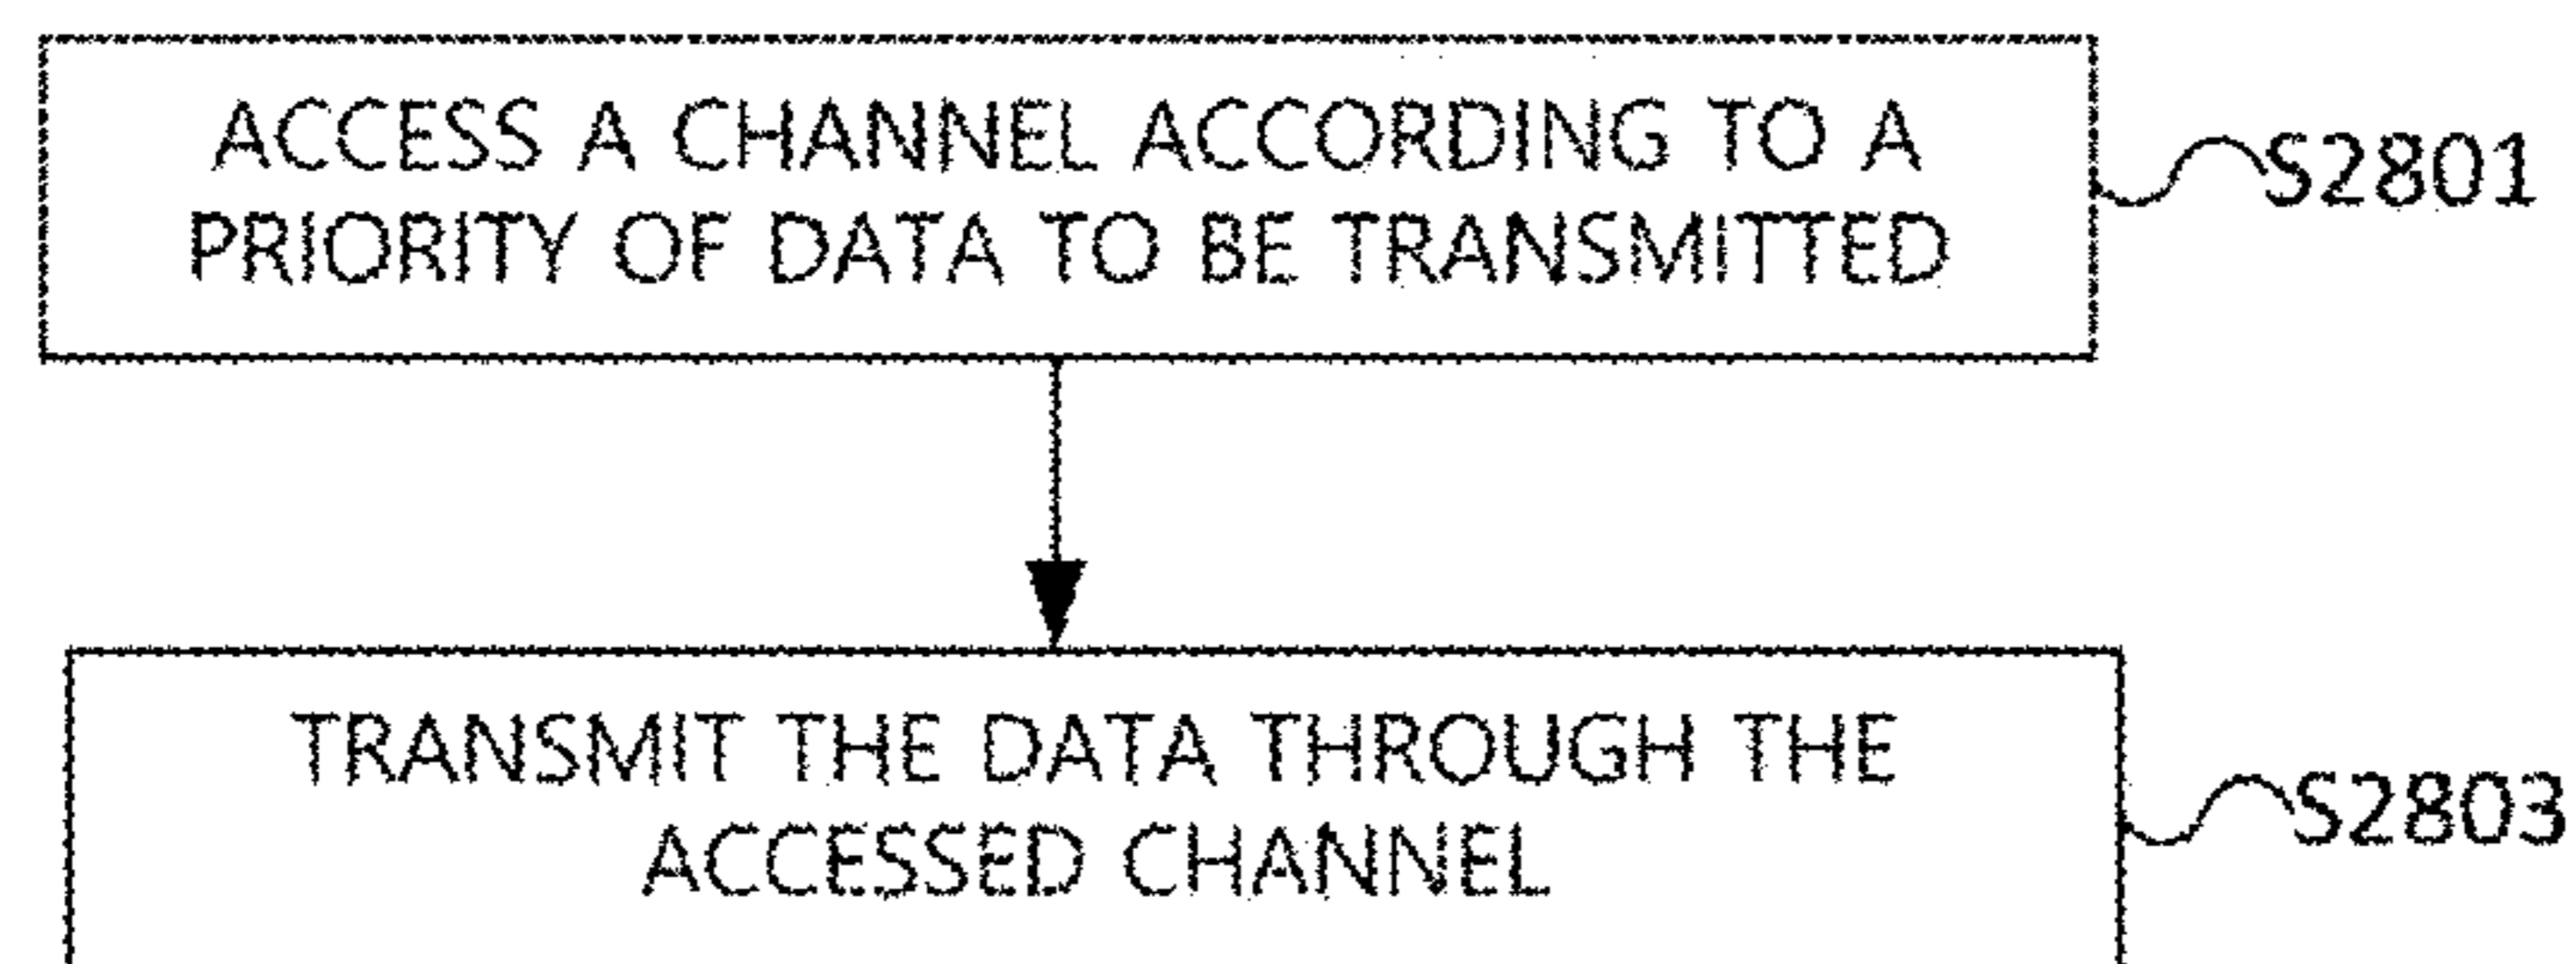 ACCESS A CHANNEL ACCORDING TO A
PRIORITY OF DATA TO BE TRANSMITTED
S2801
TRANSMIT THE DATA THROUGH THE
ACCESSED CHANNEL
S2803